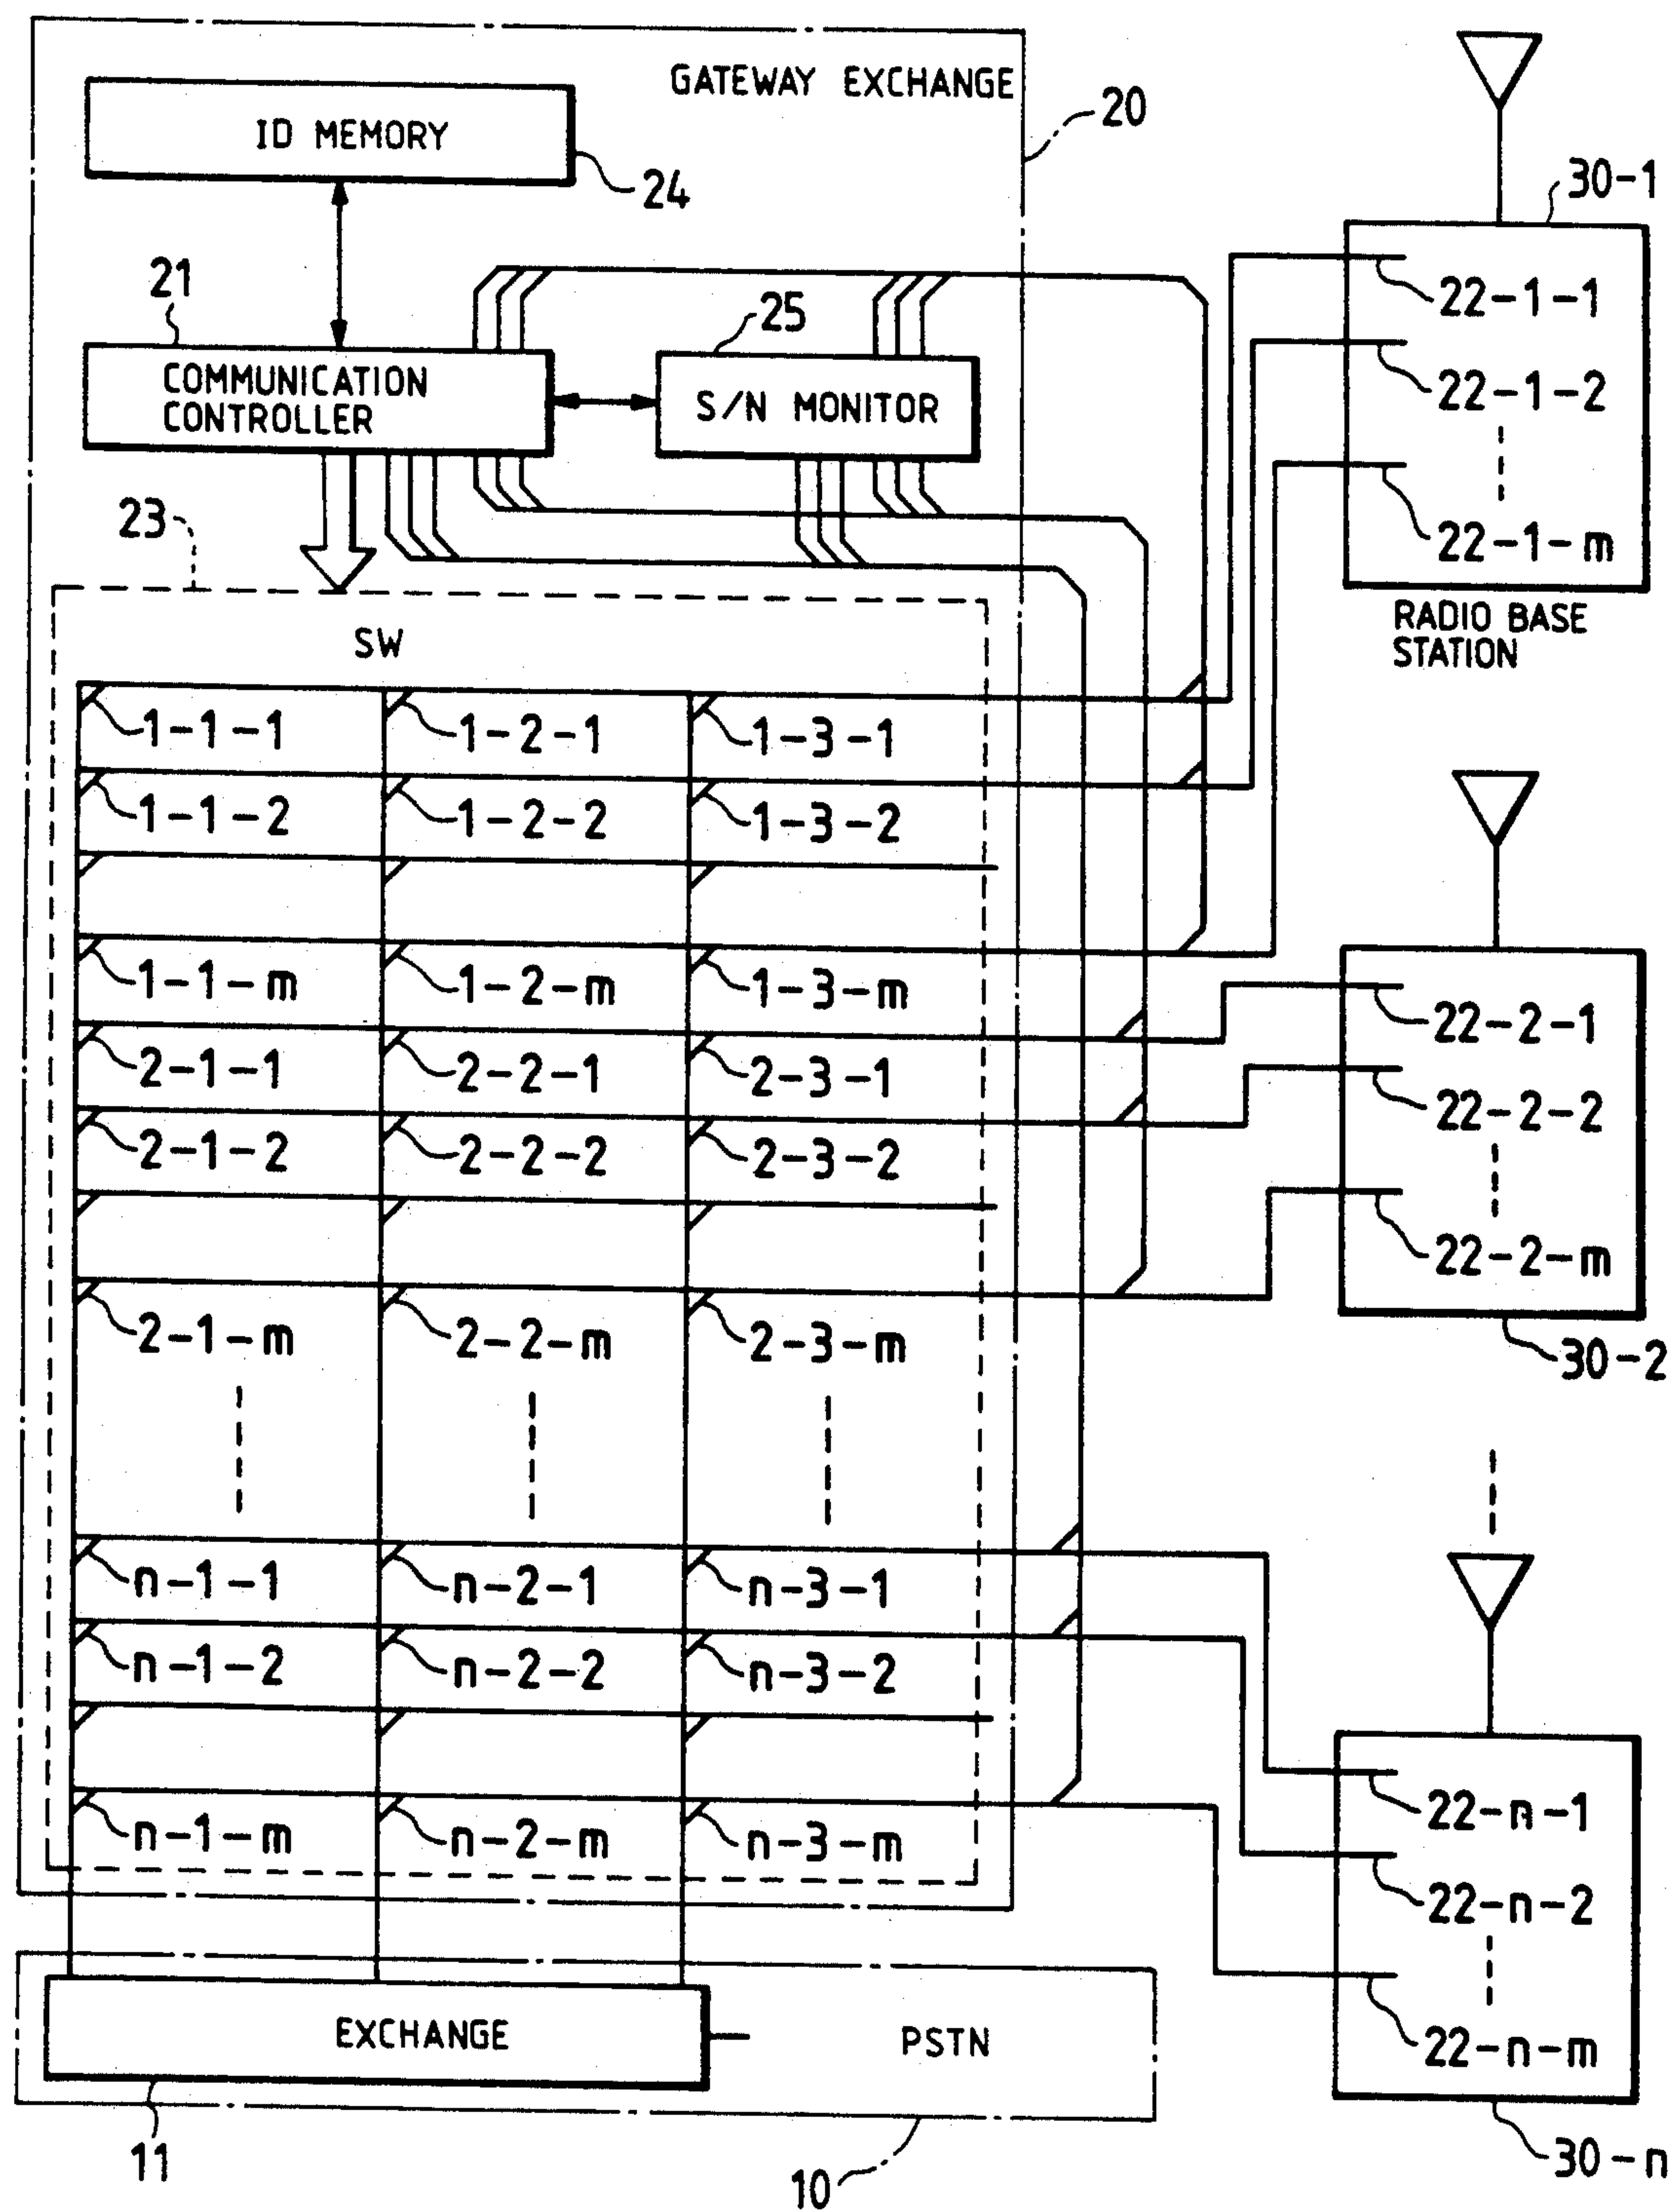 GATEWAY EXCHANGE
20
ID MEMORY
24
30-1
21
25
22-1-1
COMMUNICATION
CONTROLLER
S/N MONITOR
22-1-2
23
22-1-m
RADIO BASE
STATION
SW
1-1-1 1-2-1 1-3-1
1-1-2 1-2-2 1-3-2
1-1-m 1-2-m 1-3-m
22-2-1
2-1-1 2-2-1 2-3-1
22-2-2
2-1-2 2-2-2 2-3-2
22-2-m
2-1-m 2-2-m 2-3-m
30-2
n-1-1 n-2-1 n-3-1
n-1-2 n-2-2 n-3-2
22-n-1
n-1-m n-2-m n-3-m
22-n-2
EXCHANGE
PSTN
22-n-m
11
10
30-n